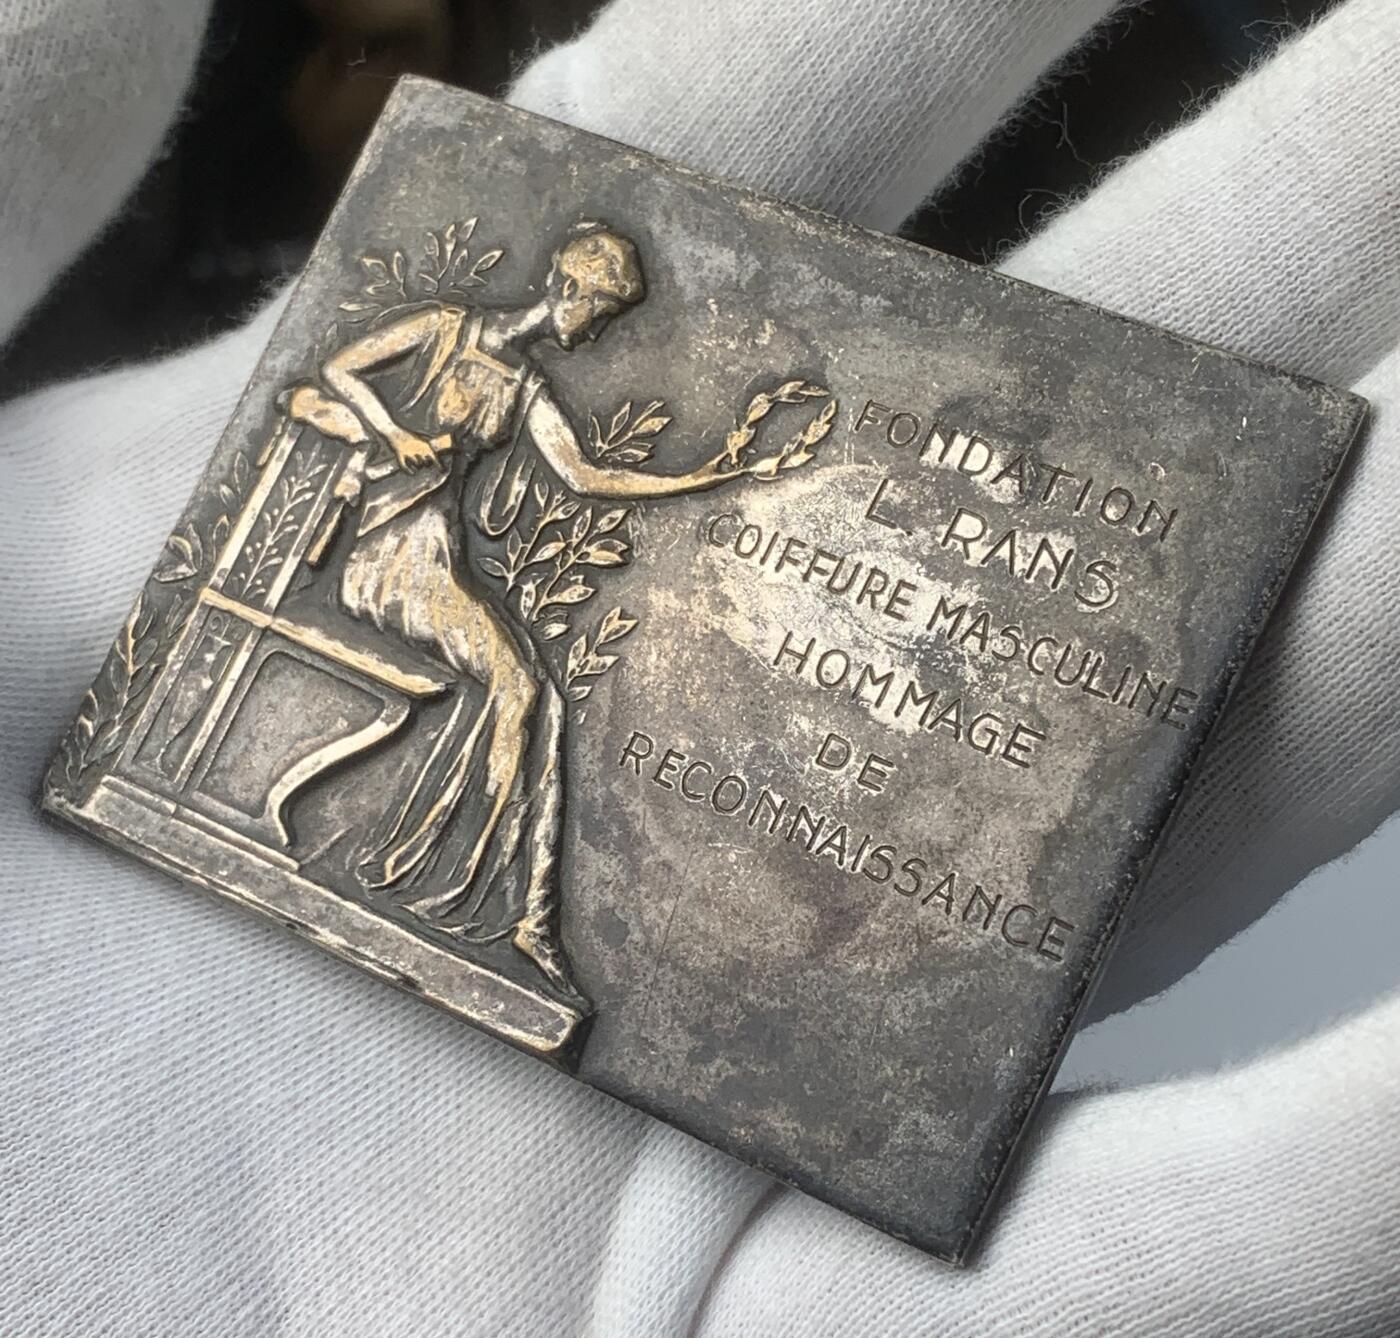 FONDATION
L. RANS
COIFFURE MASCULINE
HOMMAGE
DE
RECONNAISSANCE